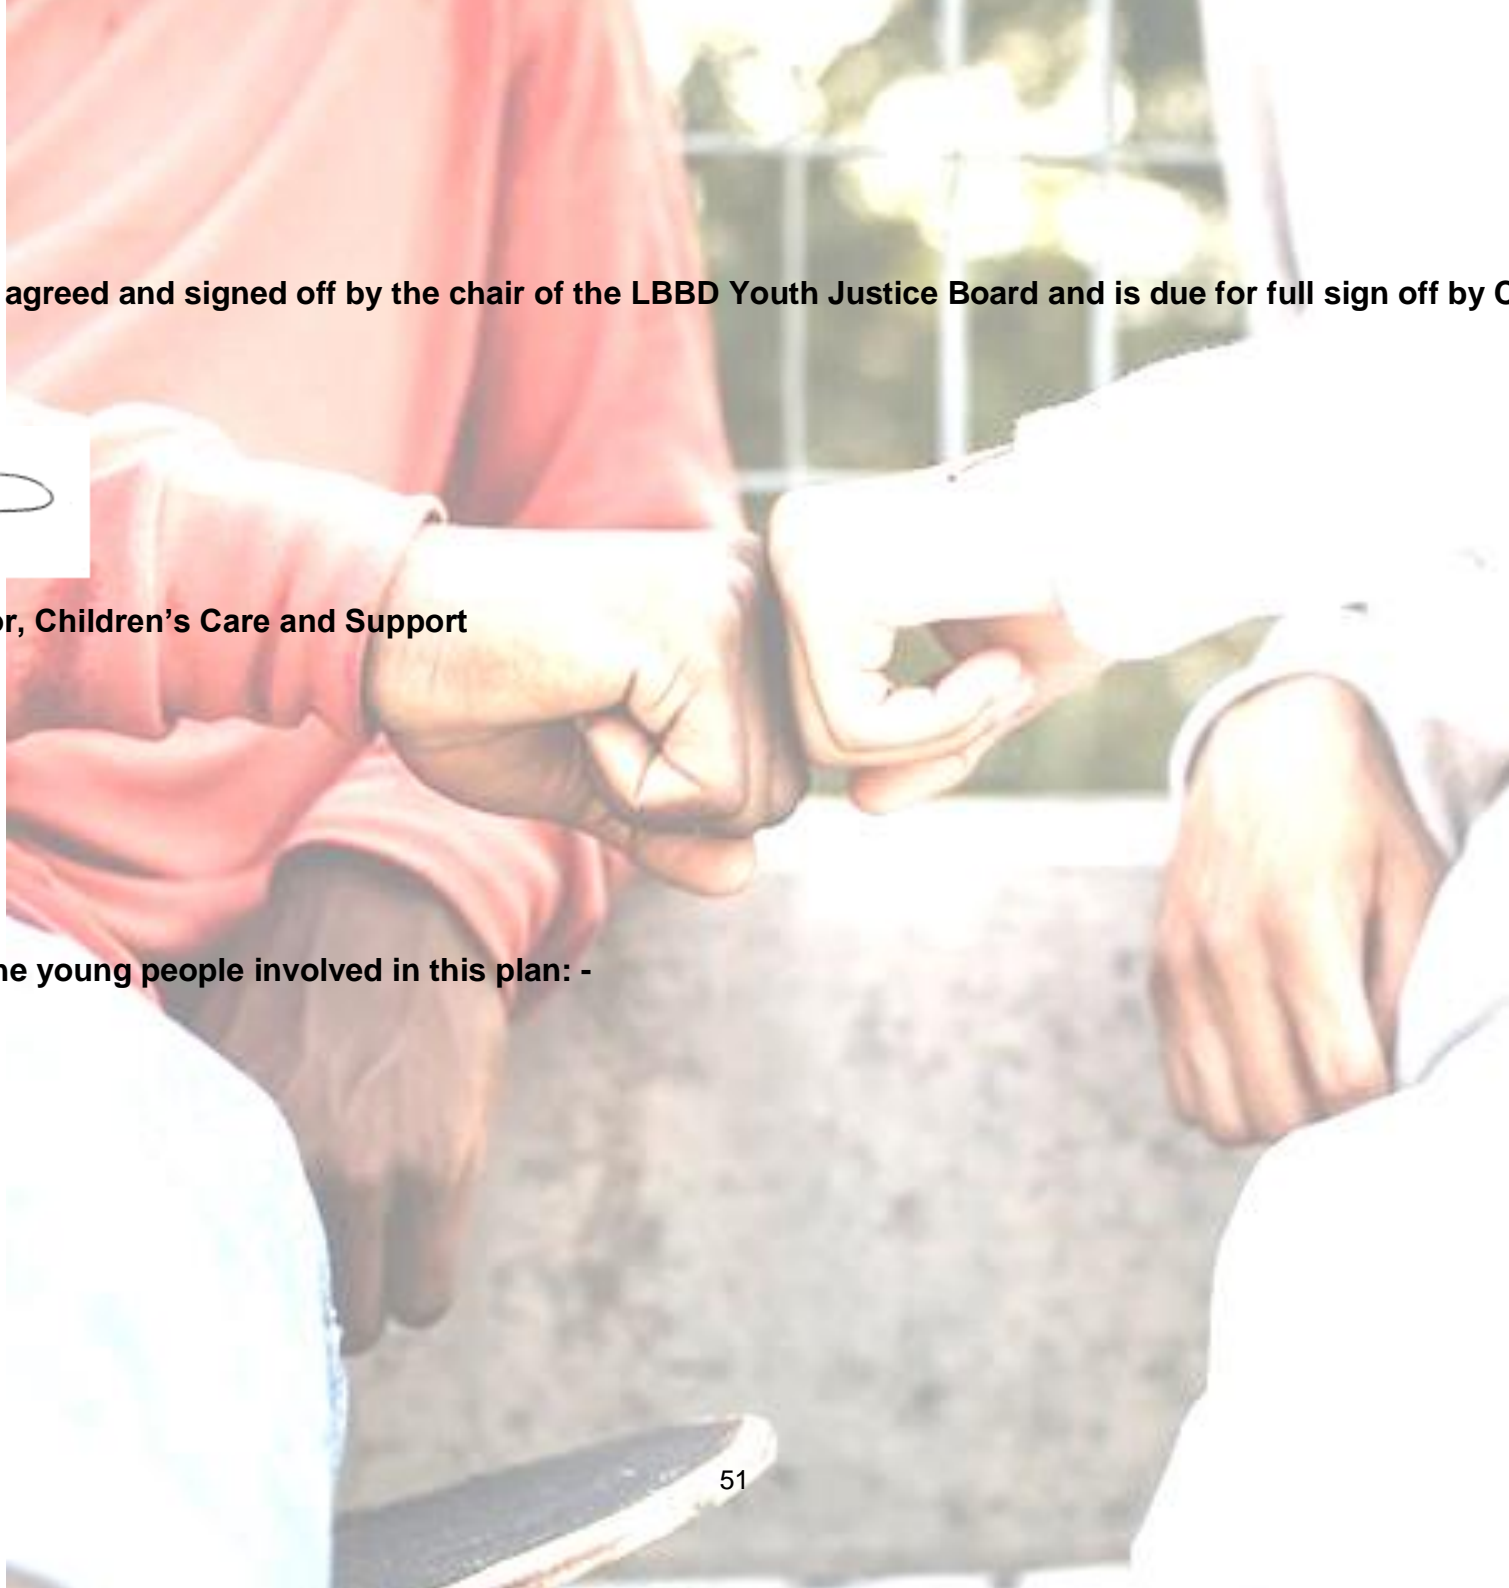 agreed and signed off by the chair of the LBBD Youth Justice Board and is due for full sign off by
Children’s Care and Support
young people involved in this plan: -
51